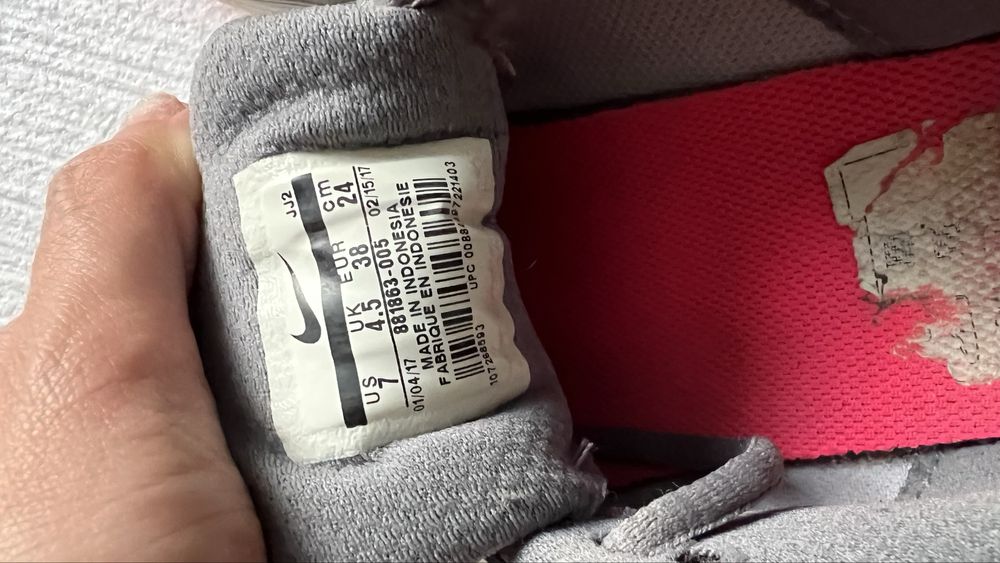 JJ2
US UK EUR cm
7 4.5 38 24
881863-005
01/04/17 02/15/17
MADE IN INDONESIA
FABRIQUE EN INDONESIE
107268593